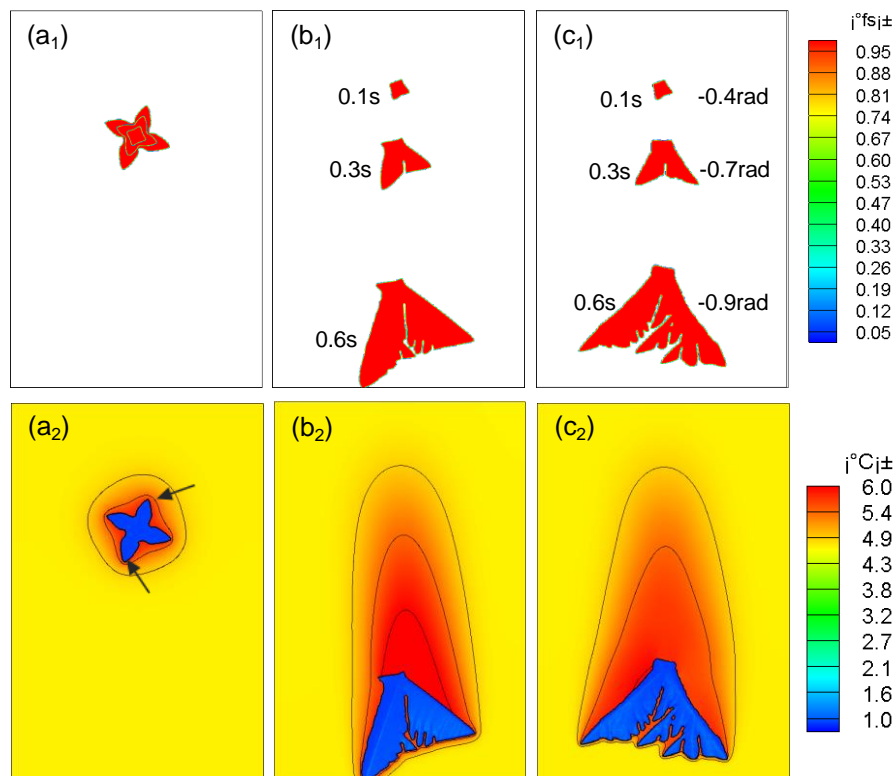 (a1)
(b1)
(c1)
¡°fs¡±
0.1s
0.1s
-0.4rad
0.3s
0.3s
-0.7rad
0.6s
0.6s
-0.9rad
0.95
0.88
0.81
0.74
0.67
0.60
0.53
0.47
0.40
0.33
0.26
0.19
0.12
0.05
(a2)
(b2)
(c2)
¡°C¡±
6.0
5.4
4.9
4.3
3.8
3.2
2.7
2.1
1.6
1.0